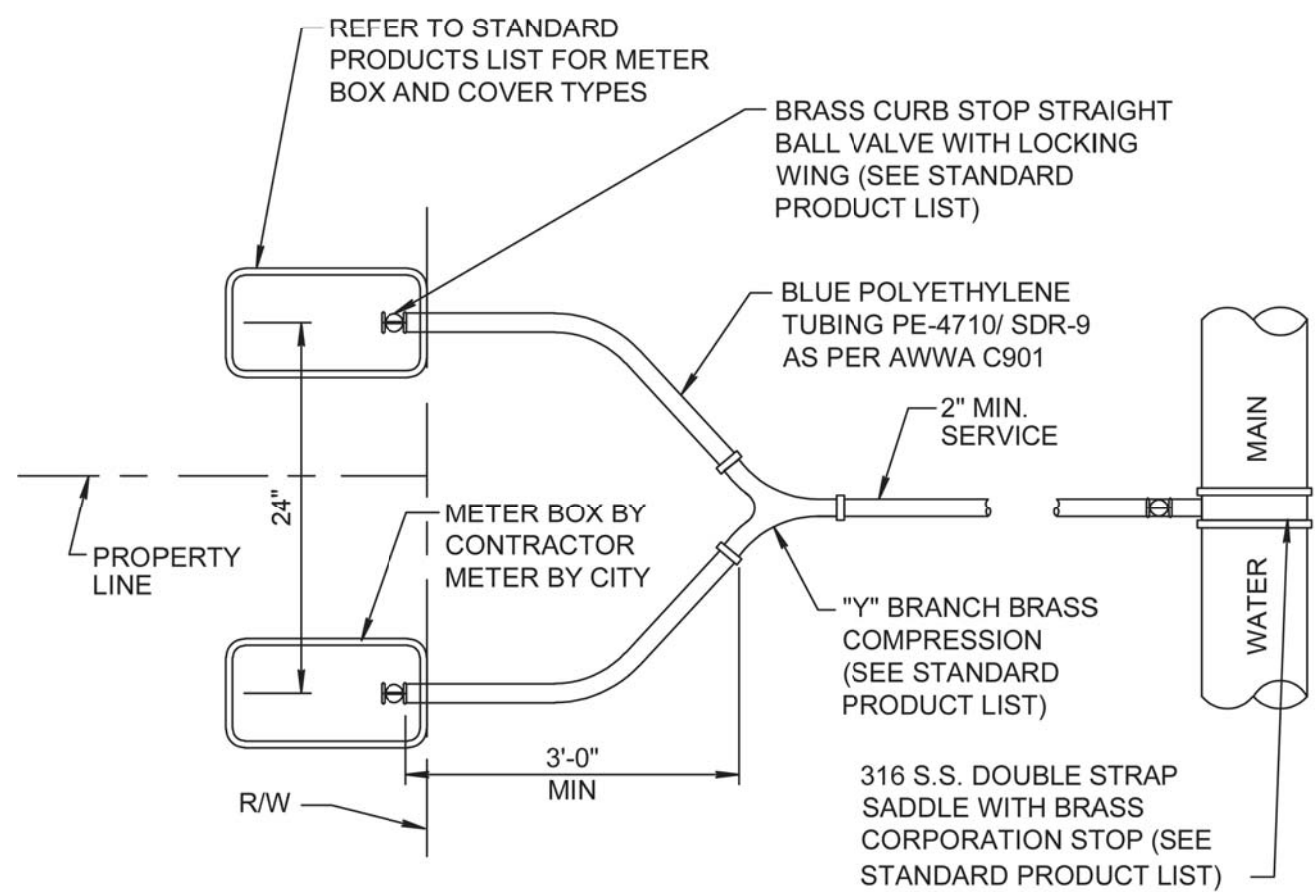 REFER TO STANDARD
PRODUCTS LIST FOR METER
BOX AND COVER TYPES
BRASS CURB STOP STRAIGHT
BALL VALVE WITH LOCKING
WING (SEE STANDARD
PRODUCT LIST)
BLUE POLYETHYLENE
TUBING PE-4710/ SDR-9
AS PER AWWA C901
2" MIN.
SERVICE
MAIN
WATER
24"
PROPERTY
LINE
METER BOX BY
CONTRACTOR
METER BY CITY
"Y" BRANCH BRASS
COMPRESSION
(SEE STANDARD
PRODUCT LIST)
3'-0"
MIN
R/W
316 S.S. DOUBLE STRAP
SADDLE WITH BRASS
CORPORATION STOP (SEE
STANDARD PRODUCT LIST)